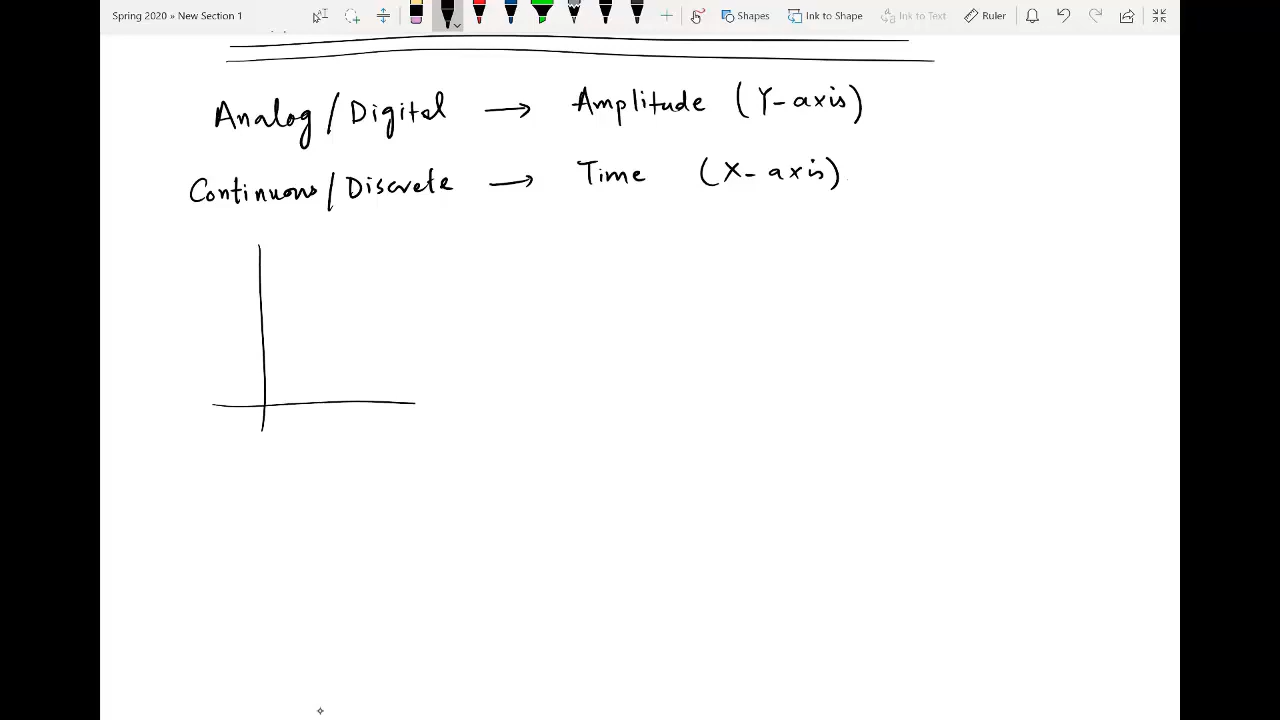 Spring 2020 » New Section 1
Shapes
Ink to Shape
Ink to Text
Ruler
Analog / Digital → Amplitude (Y-axis)
Continuous / Discrete → Time (X-axis)